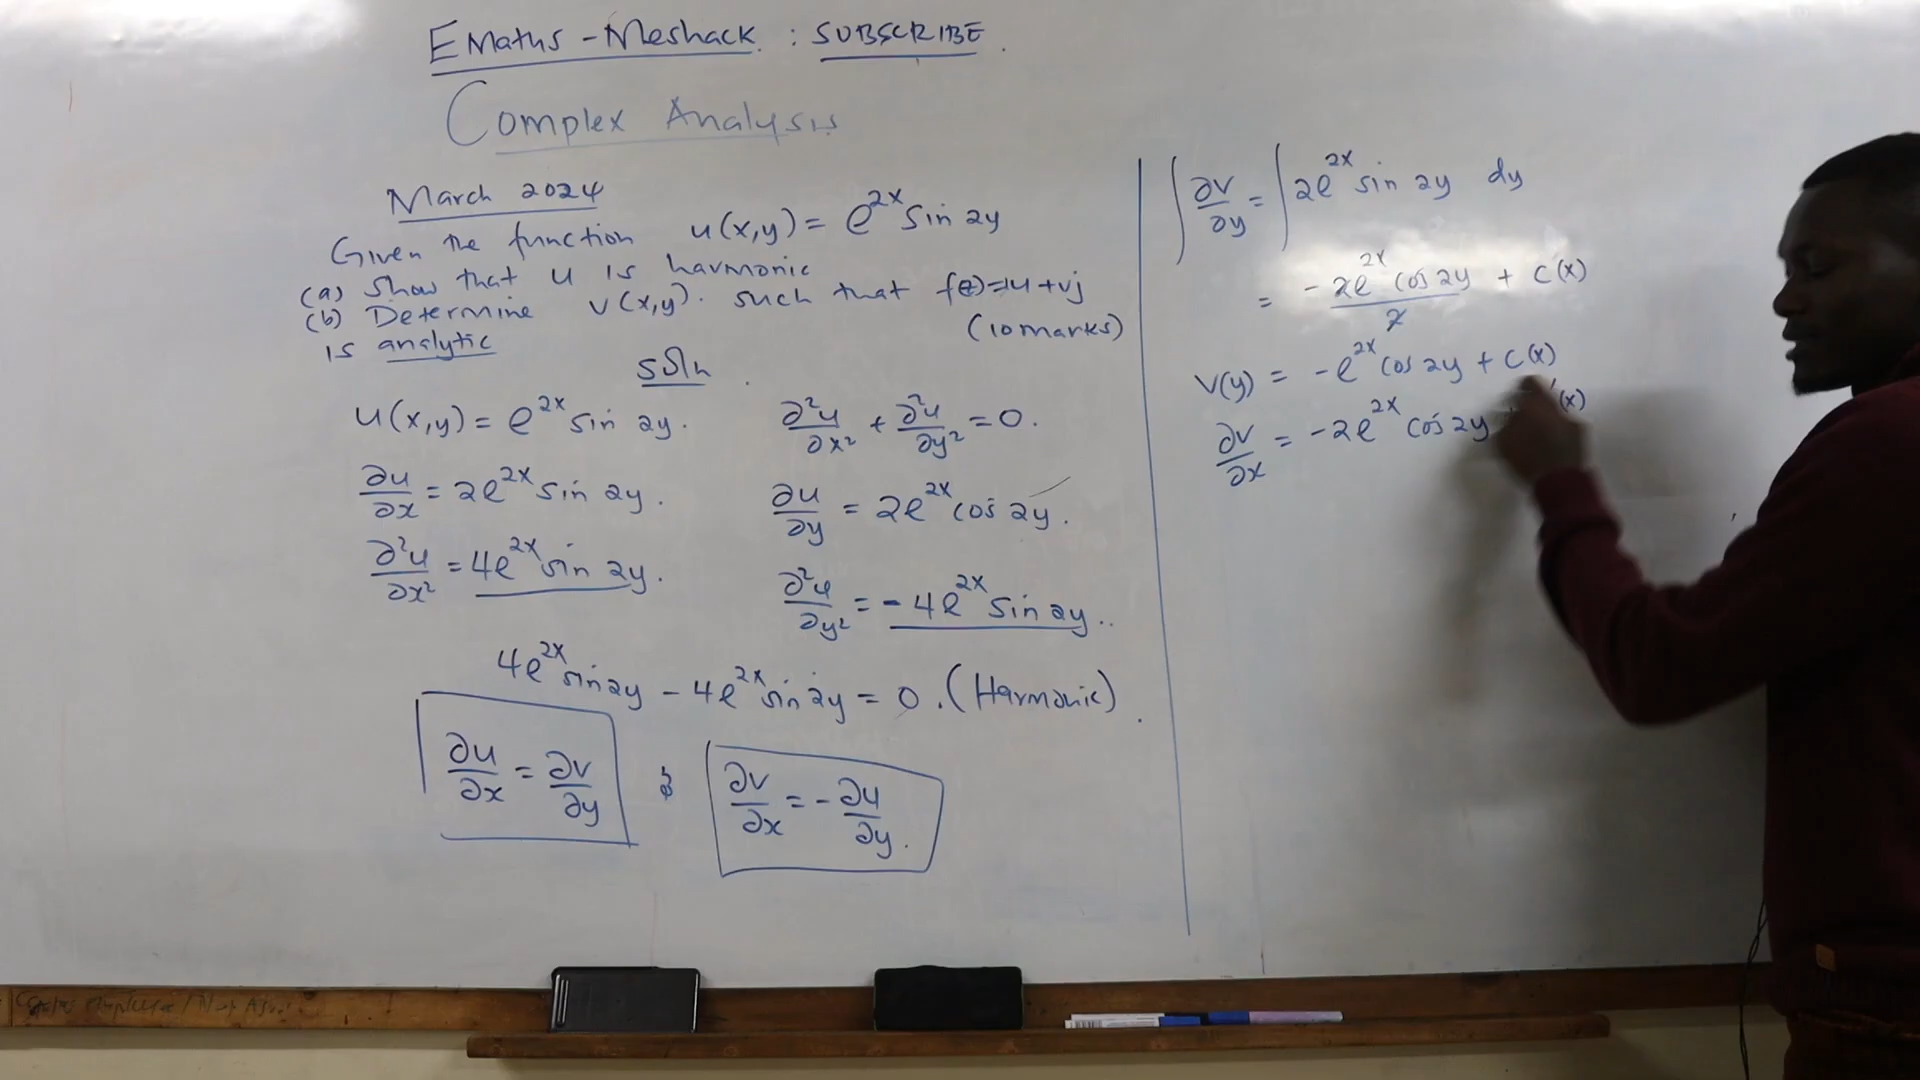 EMaths - Meshack : SUBSCRIBE
Complex Analysis
March 2024
Given the function u(x,y) = e^{2x} sin 2y
(a) Show that u is harmonic
(b) Determine v(x,y). such that f(z)=u+vj
is analytic (10 marks)
soln
u(x,y) = e^{2x} sin 2y.
∂u/∂x = 2e^{2x} sin 2y.
∂²u/∂x² = 4e^{2x} sin 2y.
∂²u/∂x² + ∂²u/∂y² = 0.
∂u/∂y = 2e^{2x} cos 2y.
∂²u/∂y² = -4e^{2x} sin 2y..
4e^{2x} sin 2y - 4e^{2x} sin 2y = 0. (Harmonic).
∂u/∂x = ∂v/∂y & ∂v/∂x = -∂u/∂y.
∫ ∂v/∂y = ∫ 2e^{2x} sin 2y dy
= -2e^{2x} cos 2y / 2 + C(x)
v(y) = -e^{2x} cos 2y + C(x)
∂v/∂x = -2e^{2x} cos 2y '(x)